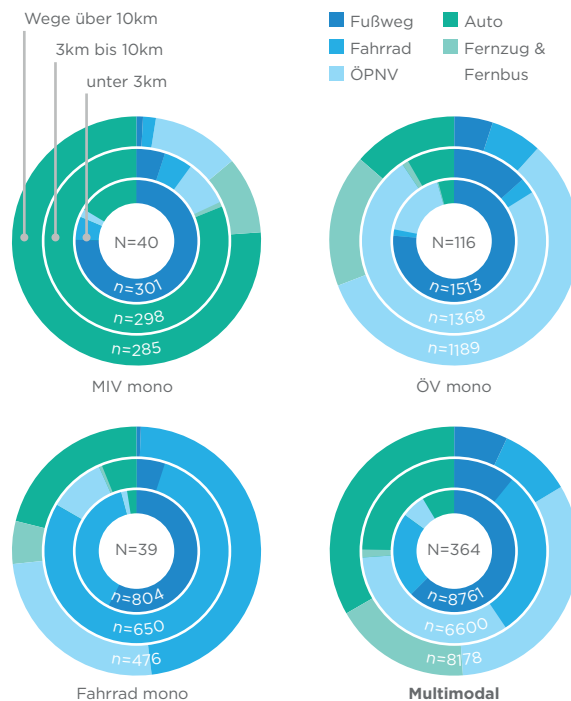 Wege über 10km
3km bis 10km
unter 3km
Fußweg
Fahrrad
ÖPNV
Auto
Fernzug &
Fernbus
N=40
n=301
n=298
n=285
MIV mono
N=116
n=1513
n=1368
n=1189
ÖV mono
N=39
n=804
n=650
n=476
Fahrrad mono
N=364
n=8761
n=6600
n=8178
Multimodal